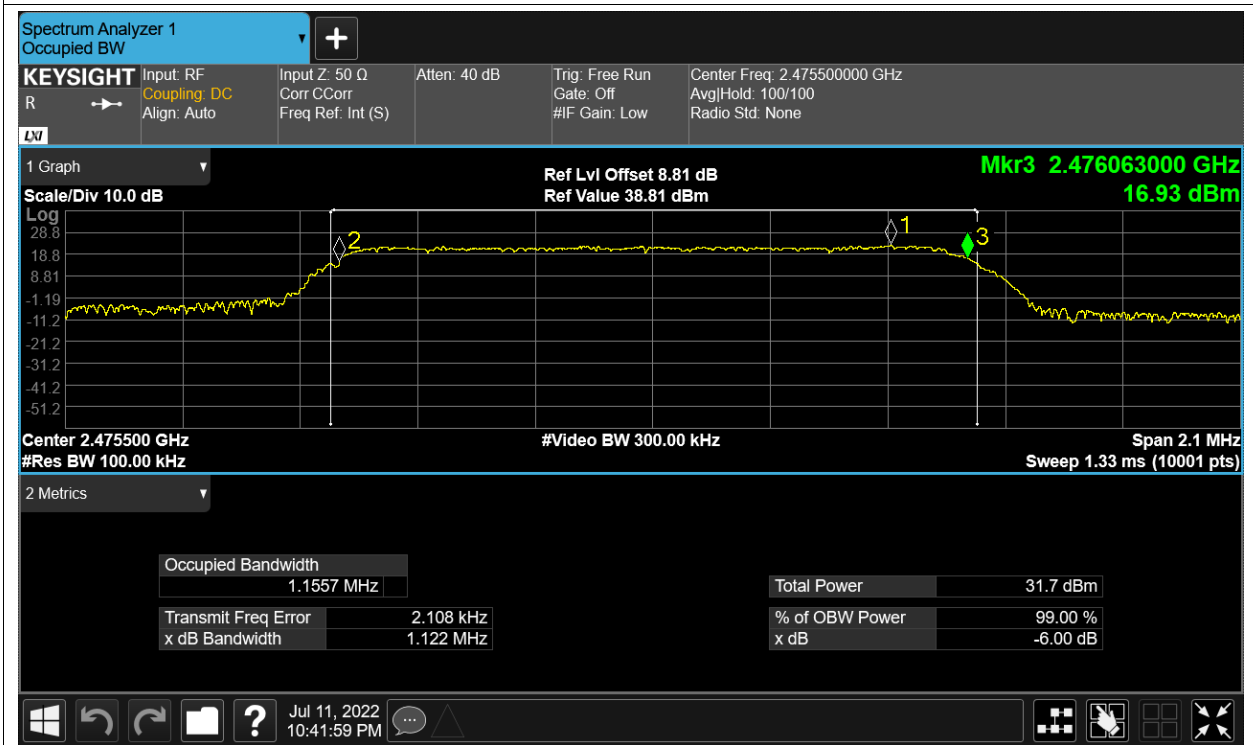 Spectrum Analyzer 1
Occupied BW
▼
+
KEYSIGHT
R
LXI
Input: RF
Coupling: DC
Align: Auto
Input Z: 50 Ω
Corr CCorr
Freq Ref: Int (S)
Atten: 40 dB
Trig: Free Run
Gate: Off
#IF Gain: Low
Center Freq: 2.475500000 GHz
Avg|Hold: 100/100
Radio Std: None
1 Graph ▼
Scale/Div 10.0 dB
Ref Lvl Offset 8.81 dB
Ref Value 38.81 dBm
Mkr3 2.476063000 GHz
16.93 dBm
Log
28.8
18.8
8.81
-1.19
-11.2
-21.2
-31.2
-41.2
-51.2
2
1
3
Center 2.475500 GHz
#Video BW 300.00 kHz
Span 2.1 MHz
#Res BW 100.00 kHz
Sweep 1.33 ms (10001 pts)
2 Metrics ▼
Occupied Bandwidth
1.1557 MHz
Total Power 31.7 dBm
Transmit Freq Error 2.108 kHz
% of OBW Power 99.00 %
x dB Bandwidth 1.122 MHz
x dB -6.00 dB
?
Jul 11, 2022
10:41:59 PM